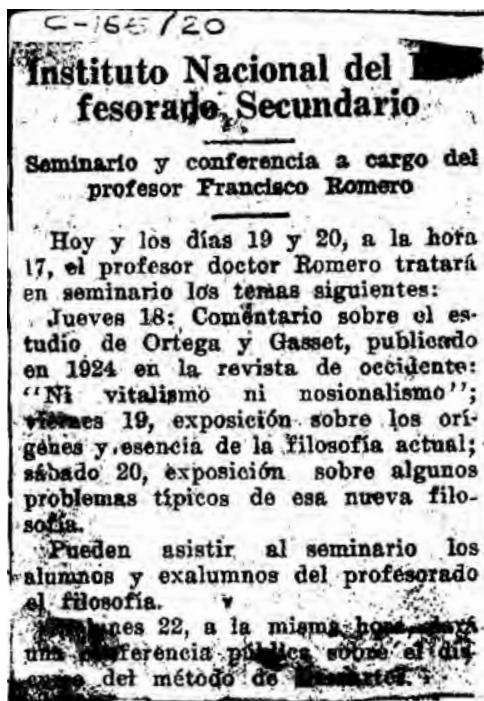 C-165/20
Instituto Nacional del
fesorado Secundario
Seminario y conferencia a cargo del
profesor Francisco Romero
Hoy y los días 19 y 20, a la hora
17, el profesor doctor Romero tratará
en seminario los temas siguientes:
Jueves 18: Comentario sobre el es-
tudio de Ortega y Gasset, publicado
en 1924 en la revista de occidente:
"Ni vitalismo ni nosionalismo";
viernes 19, exposición sobre los orí-
genes y esencia de la filosofía actual;
sábado 20, exposición sobre algunos
problemas típicos de esa nueva filo-
sofía.
Pueden asistir al seminario los
alumnos y exalumnos del profesorado
el filosofía.
lunes 22, a la misma hora, dará
una conferencia pública sobre el dis-
curso del método de Descartes.